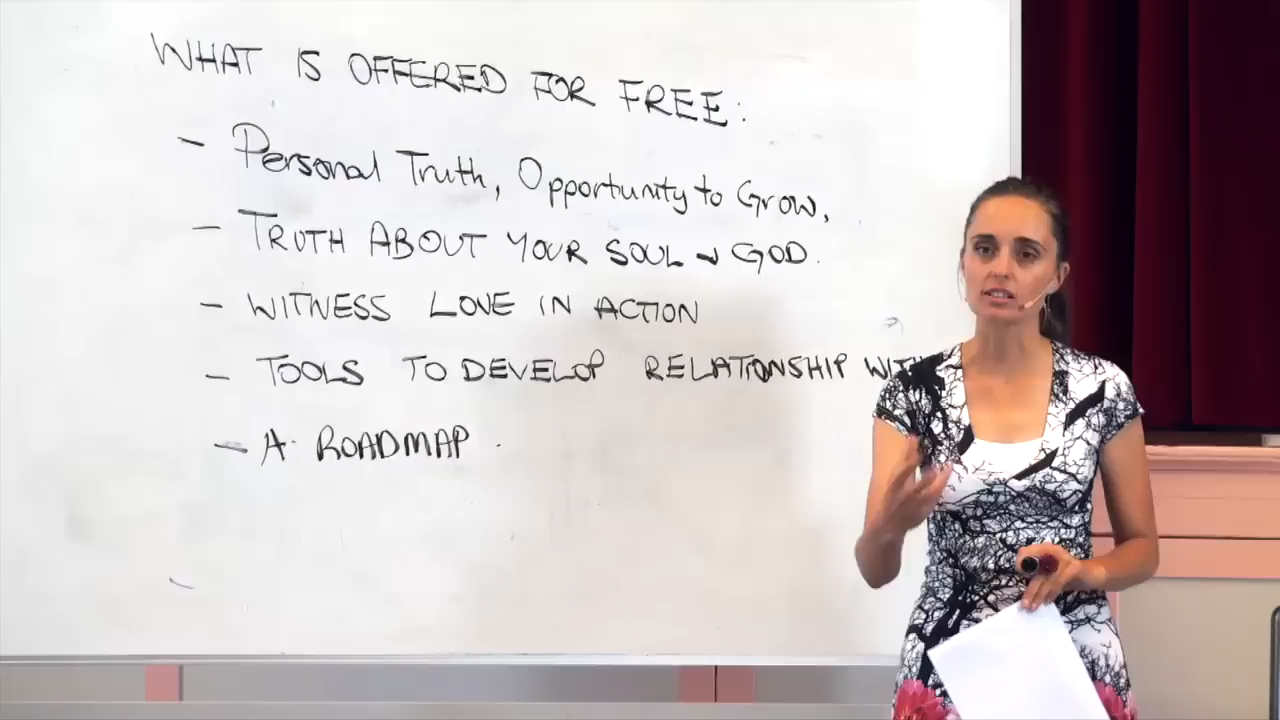 WHAT IS OFFERED FOR FREE:
- Personal Truth, Opportunity to Grow,
- TRUTH ABOUT YOUR SOUL & GOD.
- WITNESS LOVE IN ACTION
- TOOLS TO DEVELOP RELATIONSHIP WITH
- A ROADMAP.